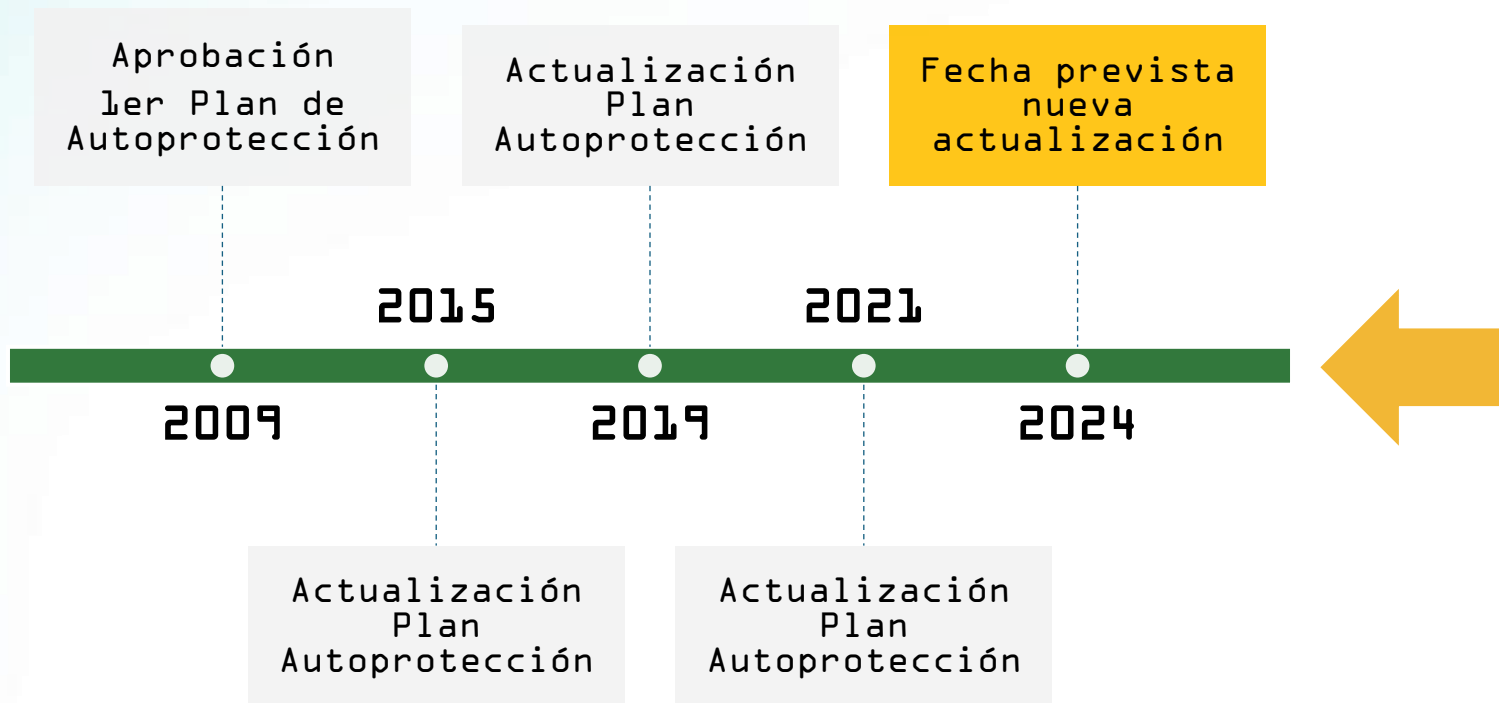 Aprobación
1er Plan de
Autoprotección
Actualización
Plan
Autoprotección
Fecha prevista
nueva
actualización
2015
2021
2009
2019
2024
Actualización
Plan
Autoprotección
Actualización
Plan
Autoprotección